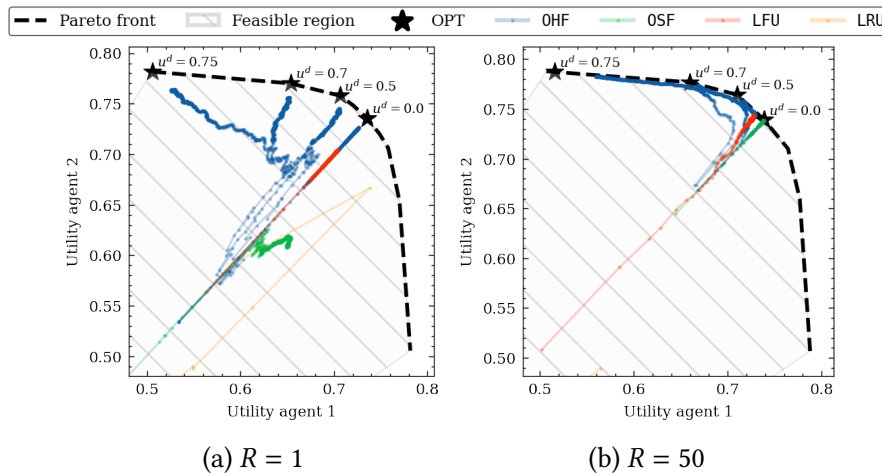 Pareto front Feasible region OPT OHF OSF LFU LRU
0.80
0.75
0.70
0.65
0.60
0.55
0.50
Utility agent 2
u^d = 0.75
u^d = 0.7
u^d = 0.5
u^d = 0.0
0.5 0.6 0.7 0.8
Utility agent 1
(a) R = 1
0.80
0.75
0.70
0.65
0.60
0.55
0.50
Utility agent 2
u^d = 0.75
u^d = 0.7
u^d = 0.5
u^d = 0.0
0.5 0.6 0.7 0.8
Utility agent 1
(b) R = 50